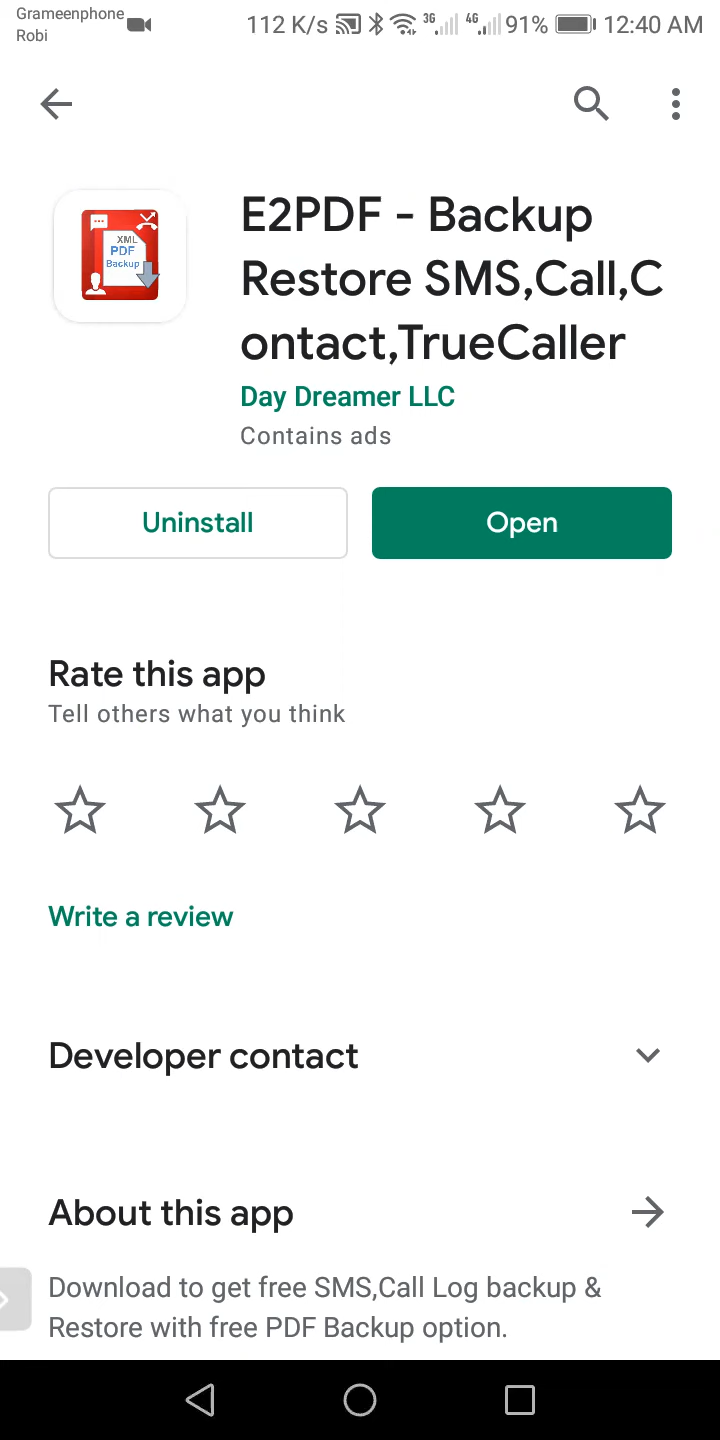 Grameenphone
Robi
112 K/s 3G 4G 91% 12:40 AM
XML
PDF
Backup
E2PDF - Backup
Restore SMS,Call,C
ontact,TrueCaller
Day Dreamer LLC
Contains ads
Uninstall
Open
Rate this app
Tell others what you think
Write a review
Developer contact
About this app
Download to get free SMS,Call Log backup &
Restore with free PDF Backup option.